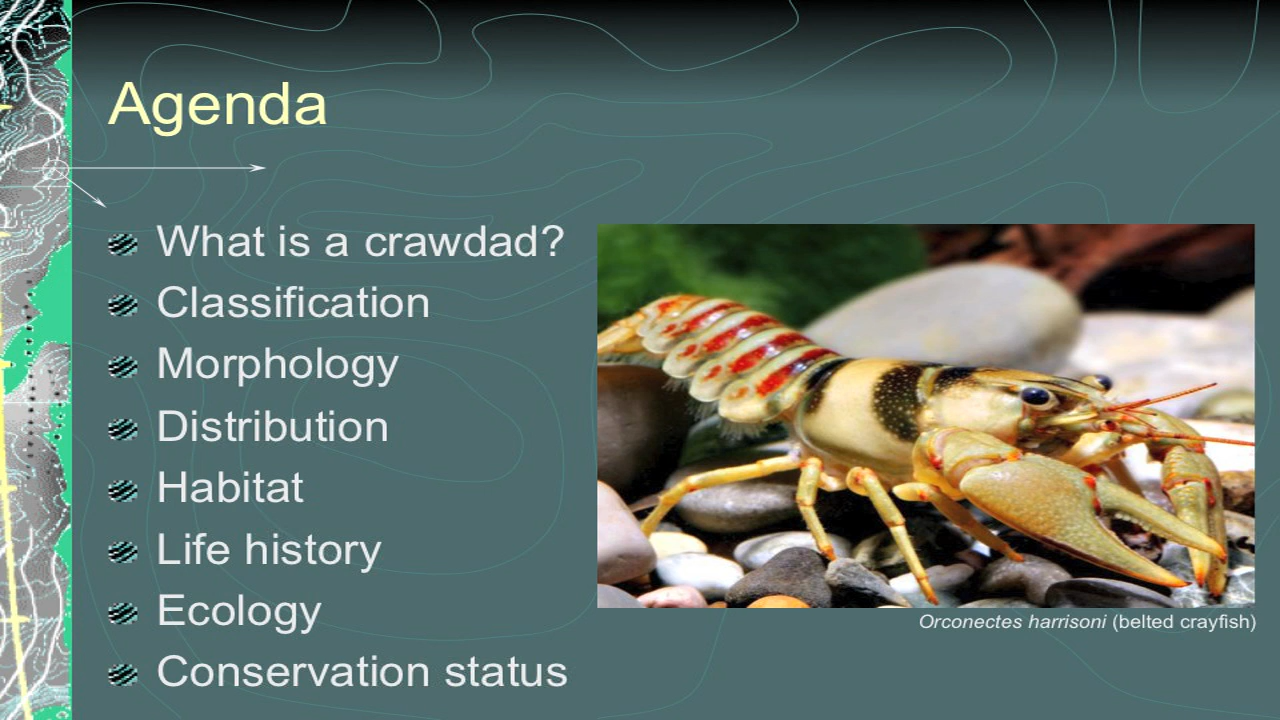 Agenda
What is a crawdad?
Classification
Morphology
Distribution
Habitat
Life history
Ecology
Conservation status
Orconectes harrisoni (belted crayfish)